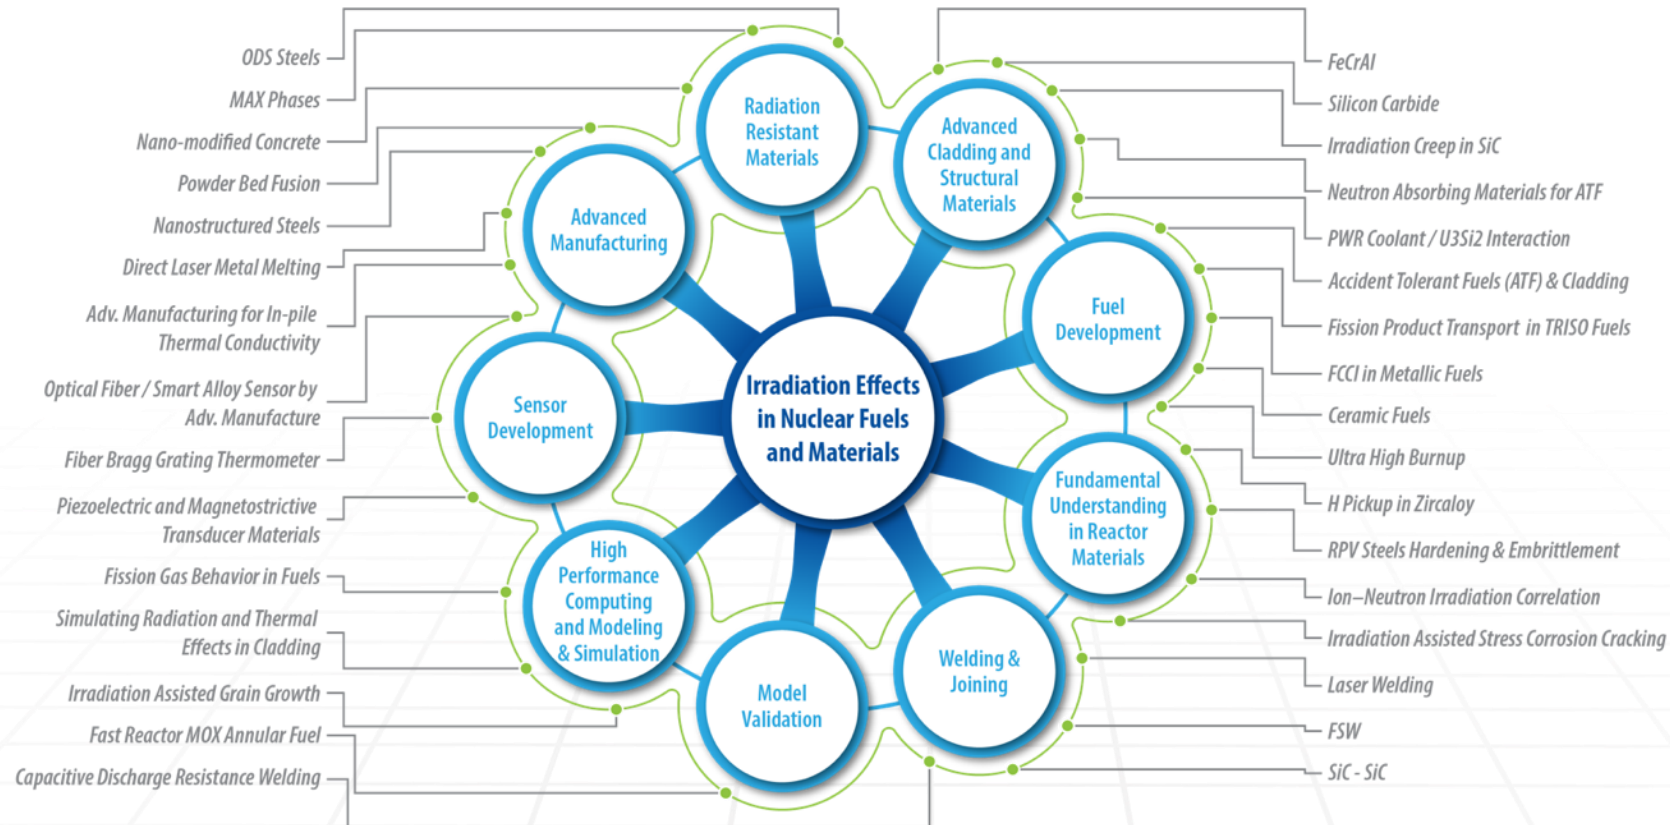 ODS Steels
MAX Phases
Nano-modified Concrete
Powder Bed Fusion
Nanostructured Steels
Direct Laser Metal Melting
Adv. Manufacturing for In-pile
Thermal Conductivity
Optical Fiber / Smart Alloy Sensor by
Adv. Manufacture
Fiber Bragg Grating Thermometer
Piezoelectric and Magnetostrictive
Transducer Materials
Fission Gas Behavior in Fuels
Simulating Radiation and Thermal
Effects in Cladding
Irradiation Assisted Grain Growth
Fast Reactor MOX Annular Fuel
Capacitive Discharge Resistance Welding
Radiation
Resistant
Materials
Advanced
Cladding and
Structural
Materials
Advanced
Manufacturing
Fuel
Development
Irradiation Effects
in Nuclear Fuels
and Materials
Sensor
Development
Fundamental
Understanding
in Reactor
Materials
High
Performance
Computing
and Modeling
& Simulation
Welding &
Joining
Model
Validation
FeCrAl
Silicon Carbide
Irradiation Creep in SiC
Neutron Absorbing Materials for ATF
PWR Coolant / U3Si2 Interaction
Accident Tolerant Fuels (ATF) & Cladding
Fission Product Transport in TRISO Fuels
FCCI in Metallic Fuels
Ceramic Fuels
Ultra High Burnup
H Pickup in Zircaloy
RPV Steels Hardening & Embrittlement
Ion–Neutron Irradiation Correlation
Irradiation Assisted Stress Corrosion Cracking
Laser Welding
FSW
SiC - SiC